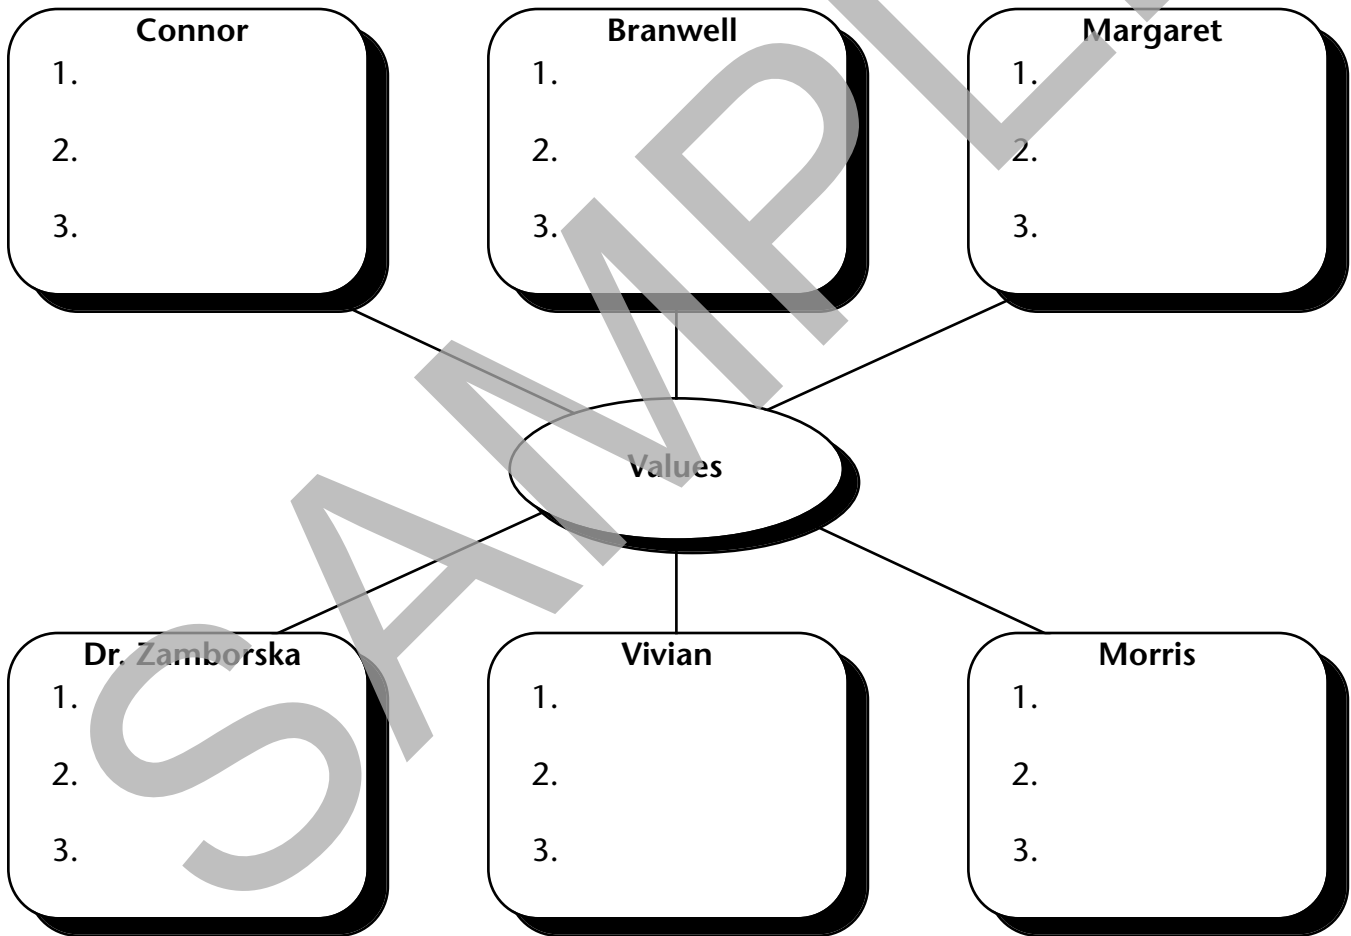 Connor
1.
2.
3.
Branwell
1.
2.
3.
Margaret
1.
2.
3.
Values
Dr. Zamborska
1.
2.
3.
Vivian
1.
2.
3.
Morris
1.
2.
3.
SAMPLE